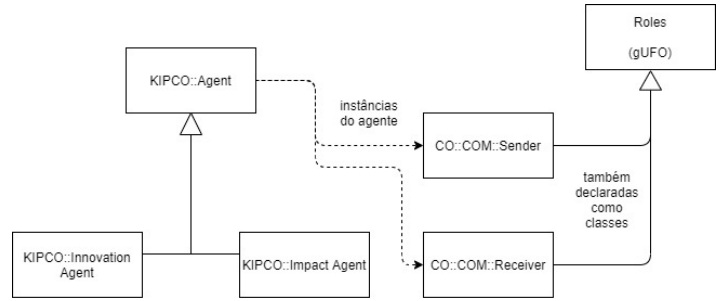 Roles
(gUFO)
KIPCO::Agent
instâncias
do agente
CO::COM::Sender
também
declaradas
como
classes
KIPCO::Innovation
Agent
KIPCO::Impact Agent
CO::COM::Receiver